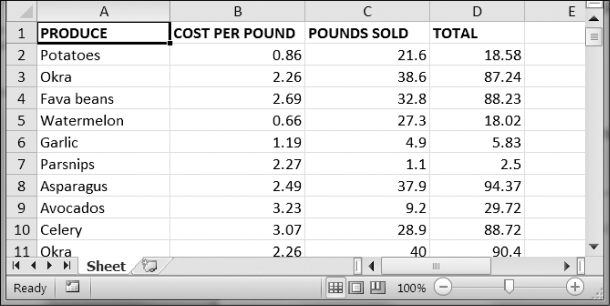 A B C D E
1 PRODUCE COST PER POUND POUNDS SOLD TOTAL
2 Potatoes 0.86 21.6 18.58
3 Okra 2.26 38.6 87.24
4 Fava beans 2.69 32.8 88.23
5 Watermelon 0.66 27.3 18.02
6 Garlic 1.19 4.9 5.83
7 Parsnips 2.27 1.1 2.5
8 Asparagus 2.49 37.9 94.37
9 Avocados 3.23 9.2 29.72
10 Celery 3.07 28.9 88.72
11 Okra 2.26 40 90.4
Sheet
Ready 100%